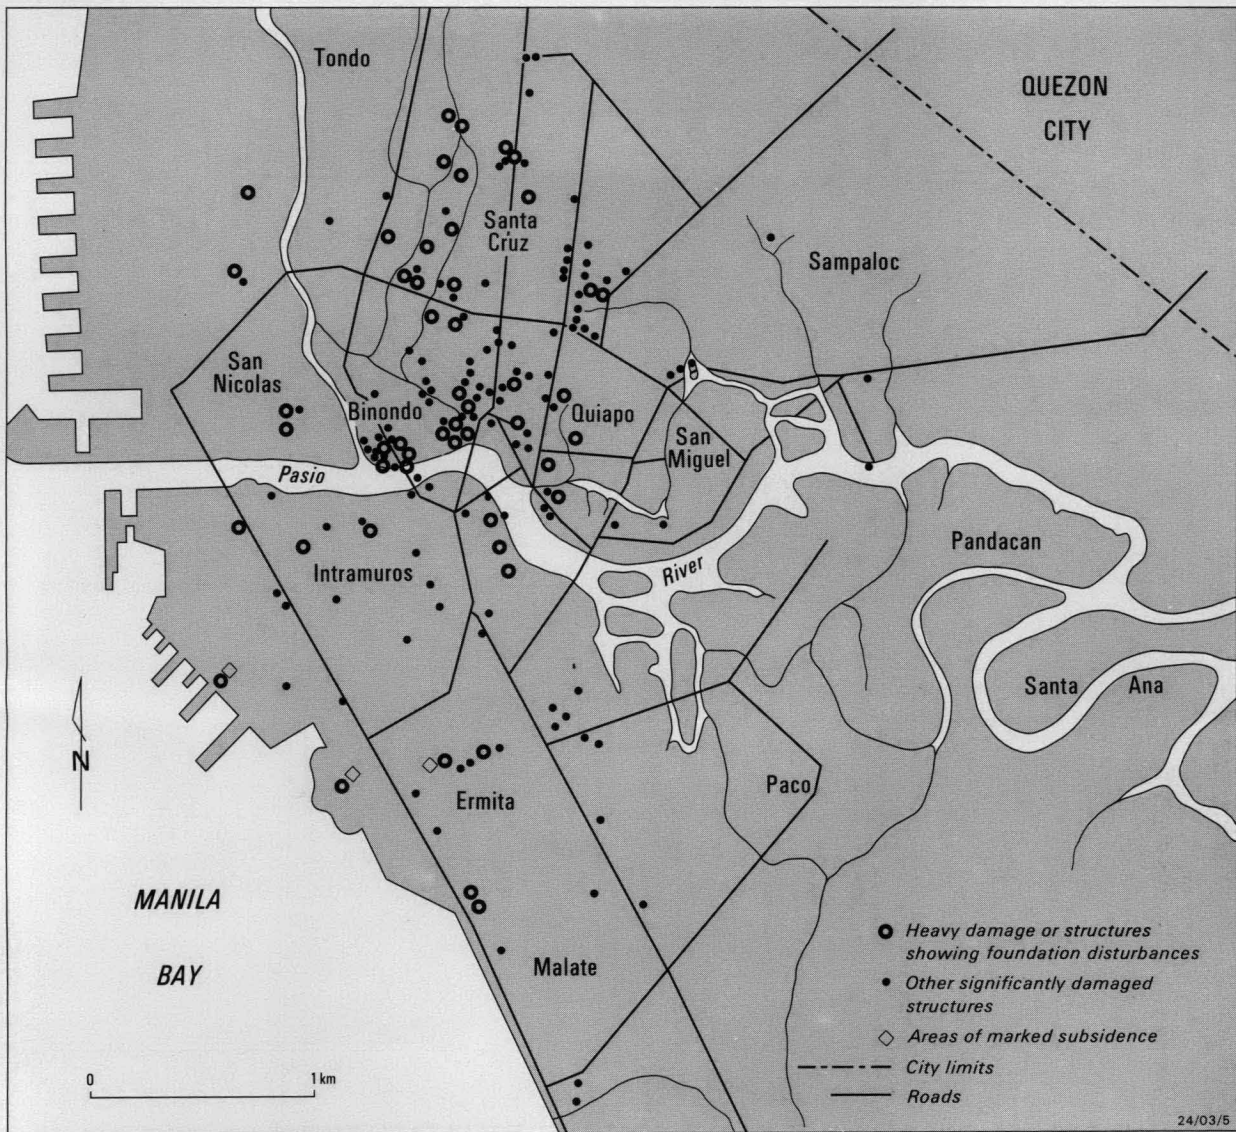 Tondo
QUEZON
CITY
Santa
Cruz
Sampaloc
San
Nicolas
Binondo
Quiapo
San
Miguel
Pasio
River
Pandacan
Intramuros
Santa Ana
N
Paco
Ermita
MANILA
BAY
Malate
Heavy damage or structures
showing foundation disturbances
Other significantly damaged
structures
Areas of marked subsidence
City limits
Roads
0 1 km
24/03/5